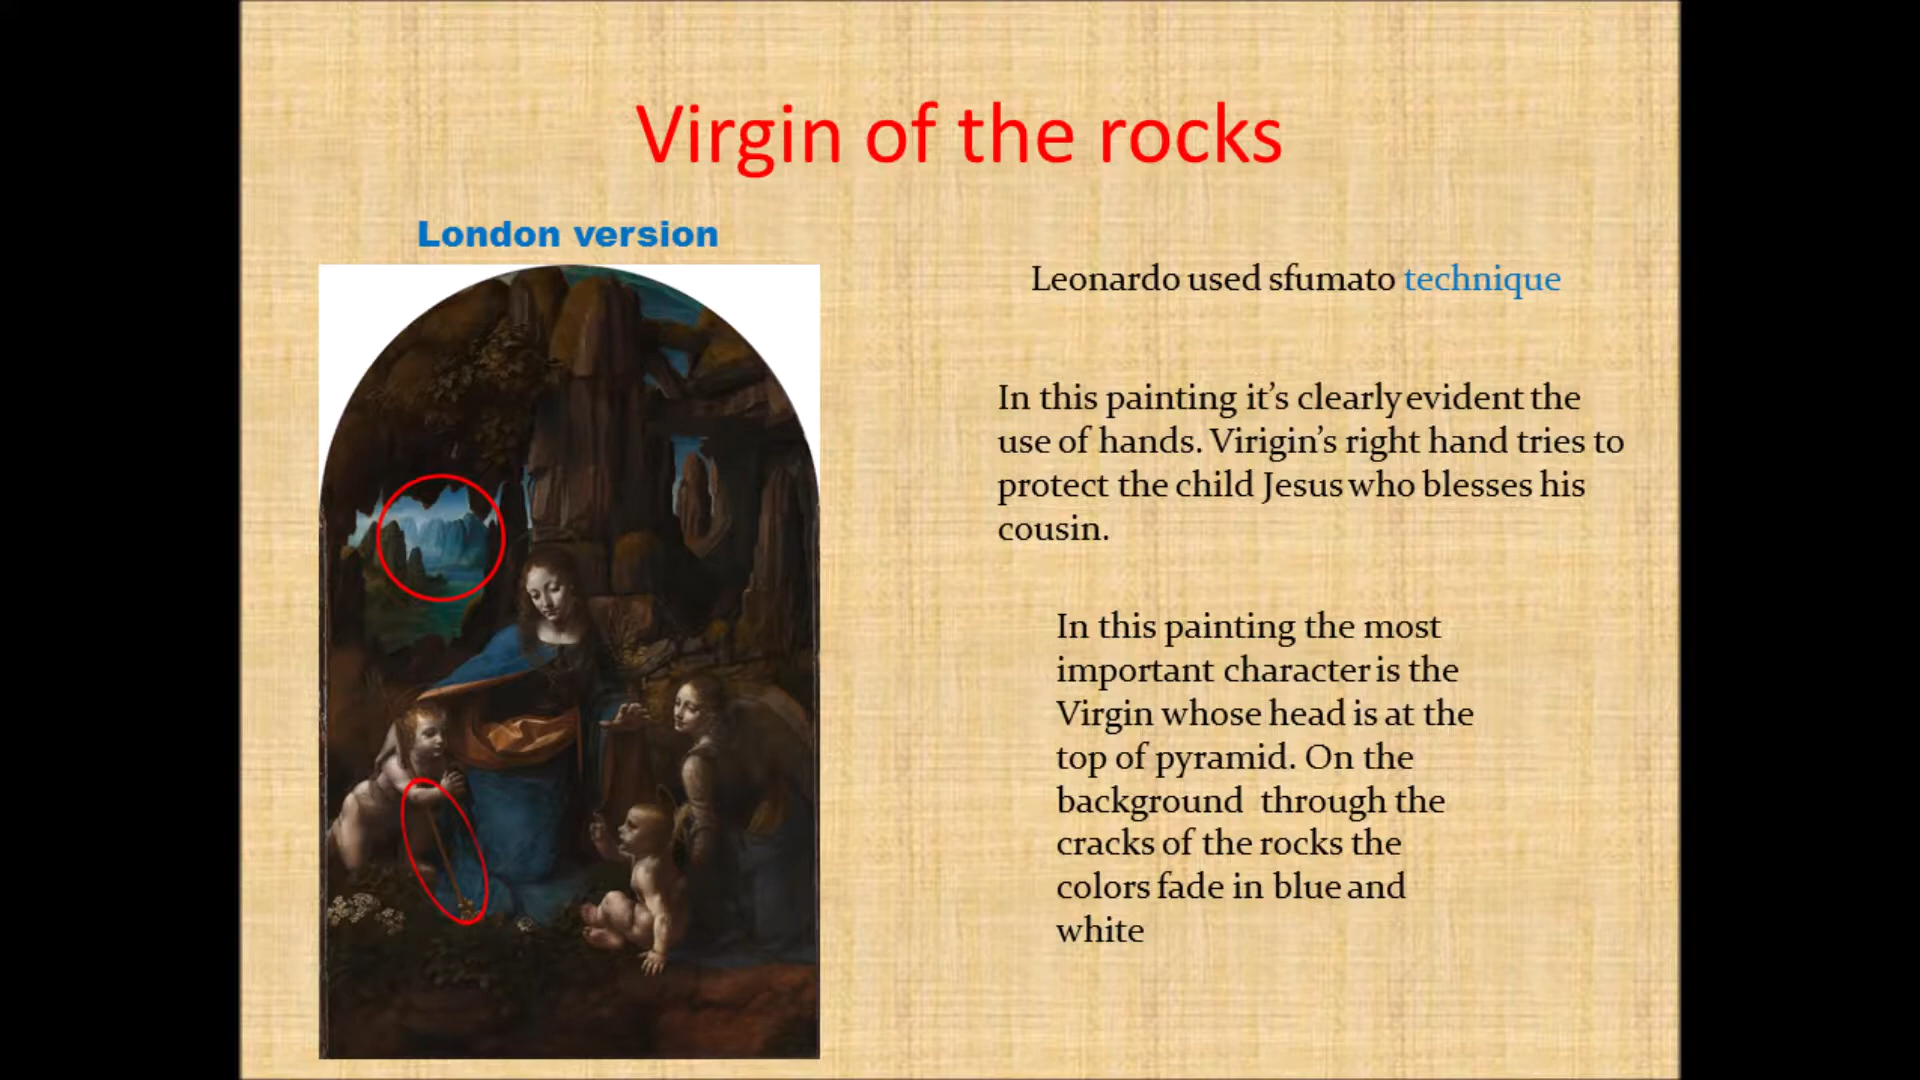 Virgin of the rocks
London version
Leonardo used sfumato technique
In this painting it's clearly evident the
use of hands. Virigin's right hand tries to
protect the child Jesus who blesses his
cousin.
In this painting the most
important character is the
Virgin whose head is at the
top of pyramid. On the
background through the
cracks of the rocks the
colors fade in blue and
white